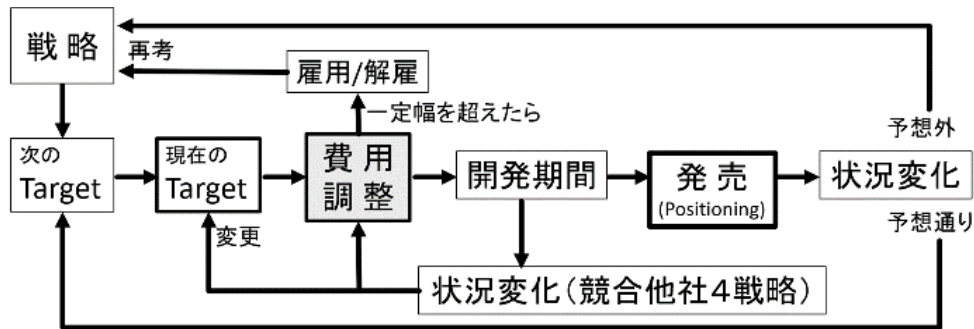 戦 略
再考
雇用/解雇
一定幅を超えたら
予想外
次の
Target
現在の
Target
費 用
調 整
開発期間
発 売
(Positioning)
状況変化
変更
予想通り
状況変化(競合他社4戦略)